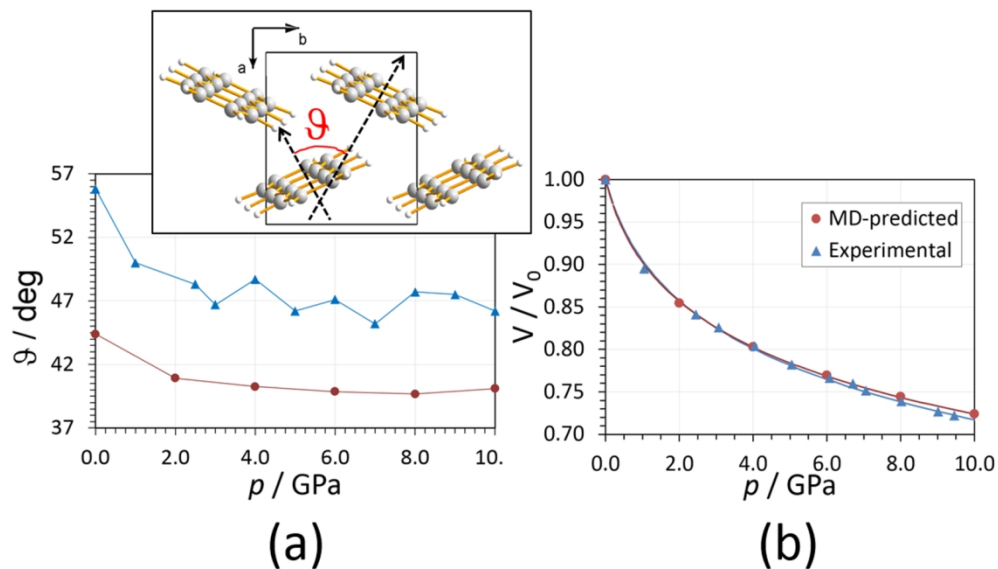 b
a
ϑ
57
52
47
42
37
ϑ / deg
0.0 2.0 4.0 6.0 8.0 10.
p / GPa
(a)
1.00
0.95
0.90
0.85
0.80
0.75
0.70
V / V₀
MD-predicted
Experimental
0.0 2.0 4.0 6.0 8.0 10.0
p / GPa
(b)